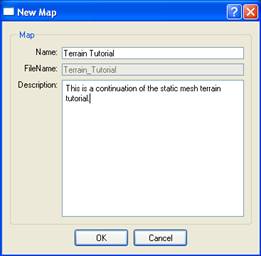 New Map
Map
Name: Terrain Tutorial
FileName: Terrain_Tutorial
Description: This is a continuation of the static mesh terrain
tutorial.
OK Cancel